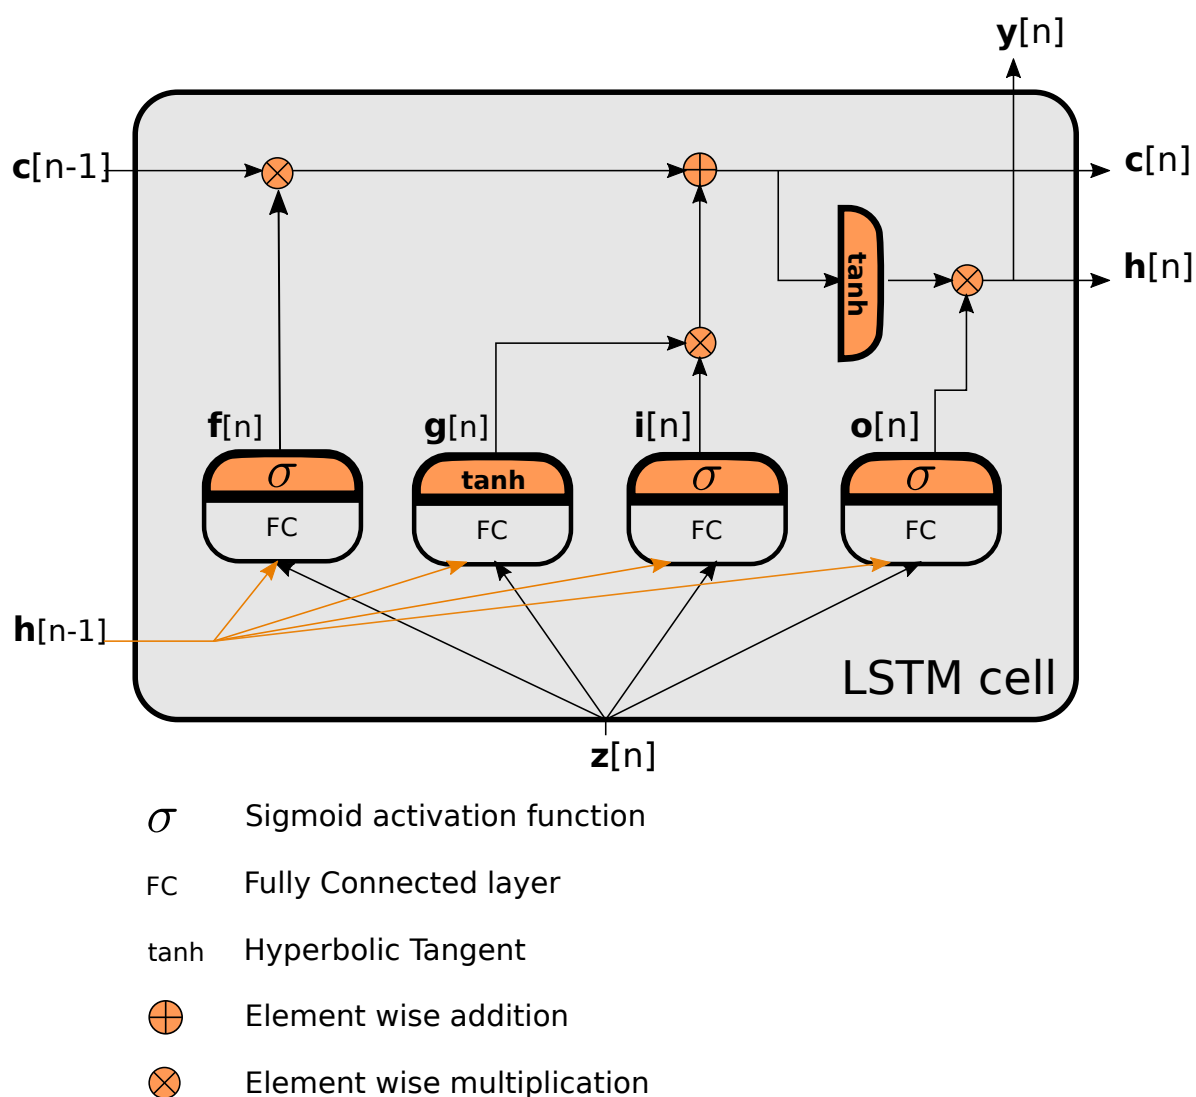 y[n]
c[n-1]
c[n]
h[n]
tanh
f[n]
g[n]
i[n]
o[n]
σ
tanh
σ
σ
FC
FC
FC
FC
h[n-1]
LSTM cell
z[n]
σ Sigmoid activation function
FC Fully Connected layer
tanh Hyperbolic Tangent
Element wise addition
Element wise multiplication